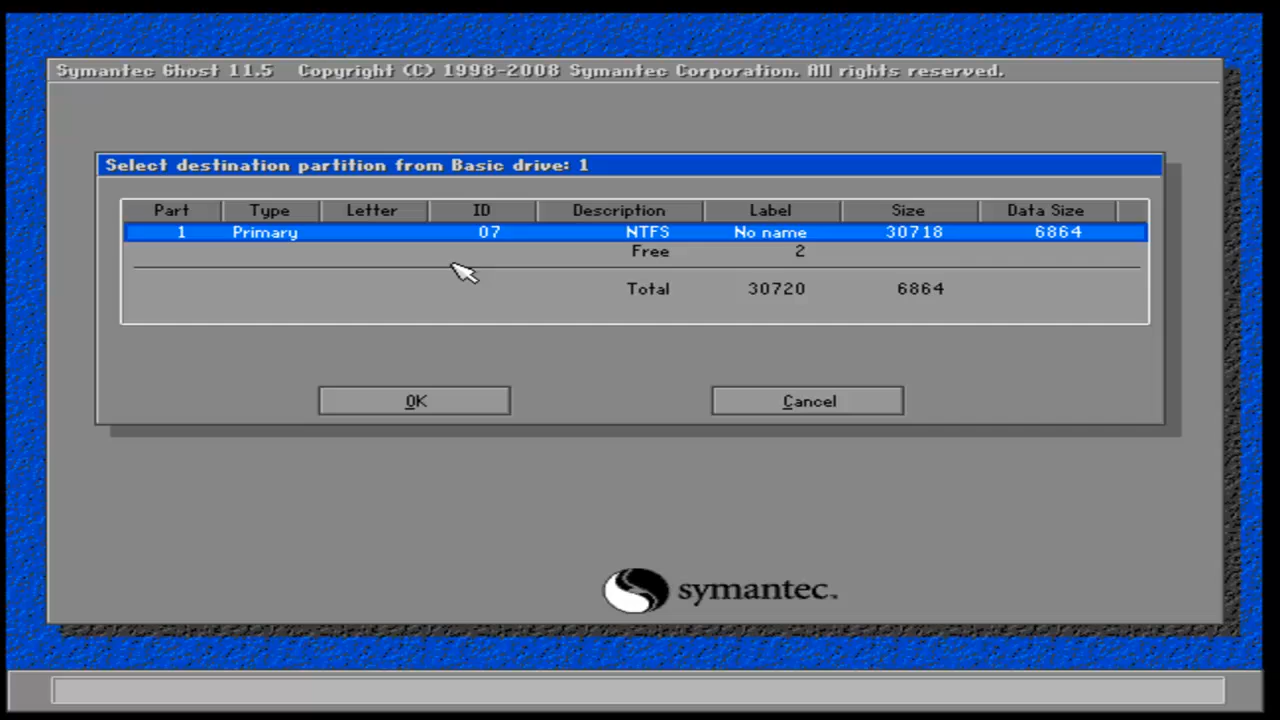 Symantec Ghost 11.5 Copyright (C) 1998-2008 Symantec Corporation. All rights reserved.
Select destination partition from Basic drive: 1
Part Type Letter ID Description Label Size Data Size
1 Primary 07 NTFS No name 30718 6864
Free 2
Total 30720 6864
OK Cancel
symantec.